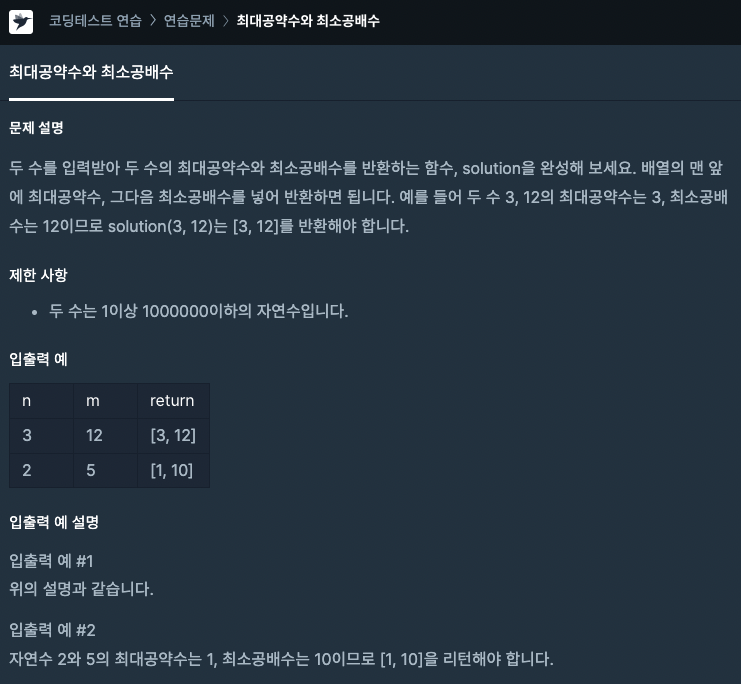 코딩테스트 연습 > 연습문제 > 최대공약수와 최소공배수
최대공약수와 최소공배수
문제 설명
두 수를 입력받아 두 수의 최대공약수와 최소공배수를 반환하는 함수, solution을 완성해 보세요. 배열의 맨 앞
에 최대공약수, 그다음 최소공배수를 넣어 반환하면 됩니다. 예를 들어 두 수 3, 12의 최대공약수는 3, 최소공배
수는 12이므로 solution(3, 12)는 [3, 12]를 반환해야 합니다.
제한 사항
• 두 수는 1이상 1000000이하의 자연수입니다.
입출력 예
n m return
3 12 [3, 12]
2 5 [1, 10]
입출력 예 설명
입출력 예 #1
위의 설명과 같습니다.
입출력 예 #2
자연수 2와 5의 최대공약수는 1, 최소공배수는 10이므로 [1, 10]을 리턴해야 합니다.